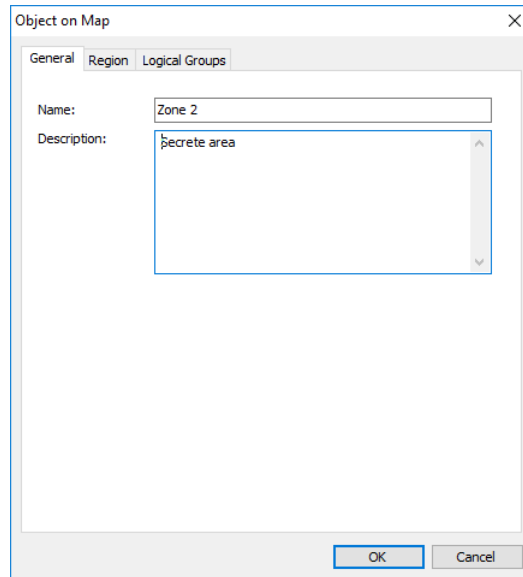 Object on Map
General Region Logical Groups
Name: Zone 2
Description: Secrete area
OK Cancel